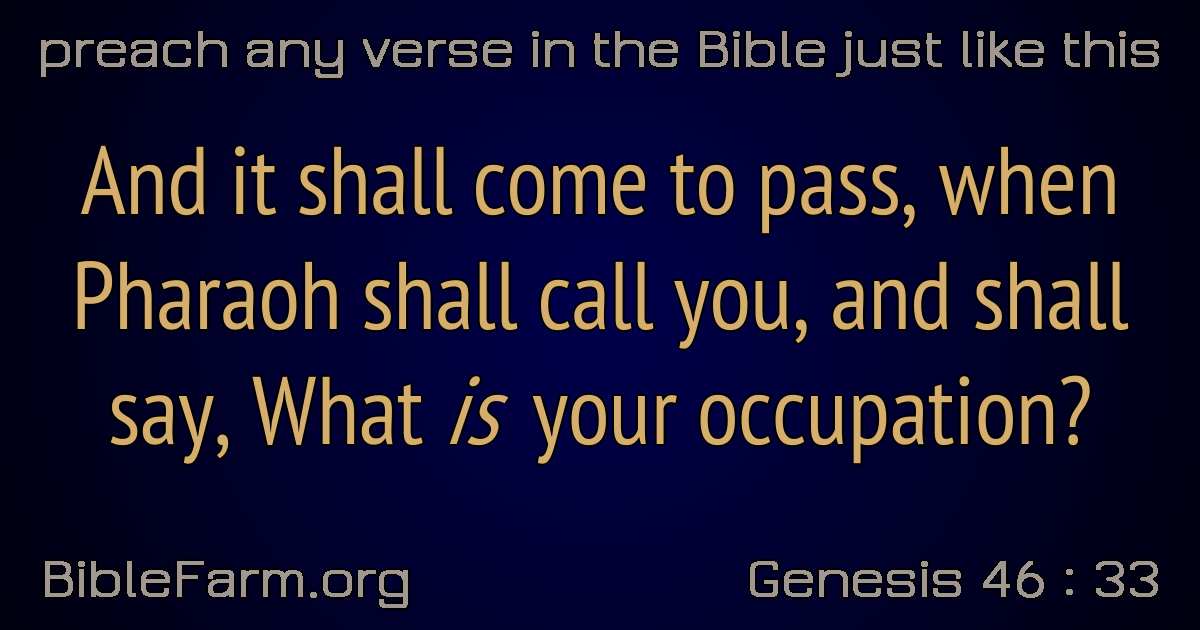 preach any verse in the Bible just like this
And it shall come to pass, when
Pharaoh shall call you, and shall
say, What is your occupation?
BibleFarm.org
Genesis 46 : 33